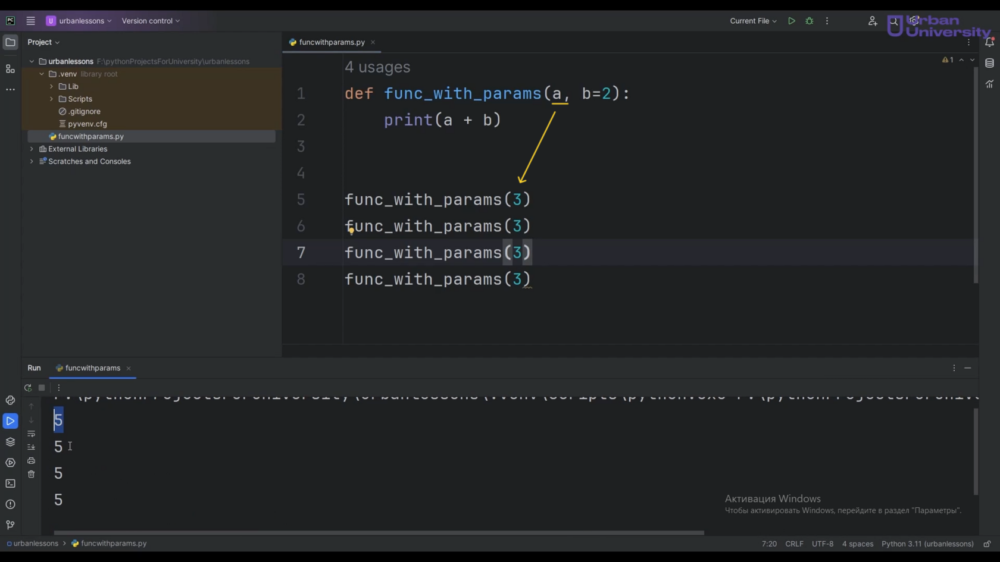 PC
U urbanlessons
Version control
Current File
Urban
University
Project
funcwithparams.py
urbanlessons F:\pythonProjectsForUniversity\urbanlessons
.venv library root
Lib
Scripts
.gitignore
pyvenv.cfg
funcwithparams.py
External Libraries
Scratches and Consoles
1
4 usages
1 def func_with_params(a, b=2):
2 print(a + b)
3
4
5 func_with_params(3)
6 func_with_params(3)
7 func_with_params(3)
8 func_with_params(3)
Run
funcwithparams
5
5
5
5
Активация Windows
Чтобы активировать Windows, перейдите в раздел "Параметры".
urbanlessons
funcwithparams.py
7:20 CRLF UTF-8 4 spaces Python 3.11 (urbanlessons)